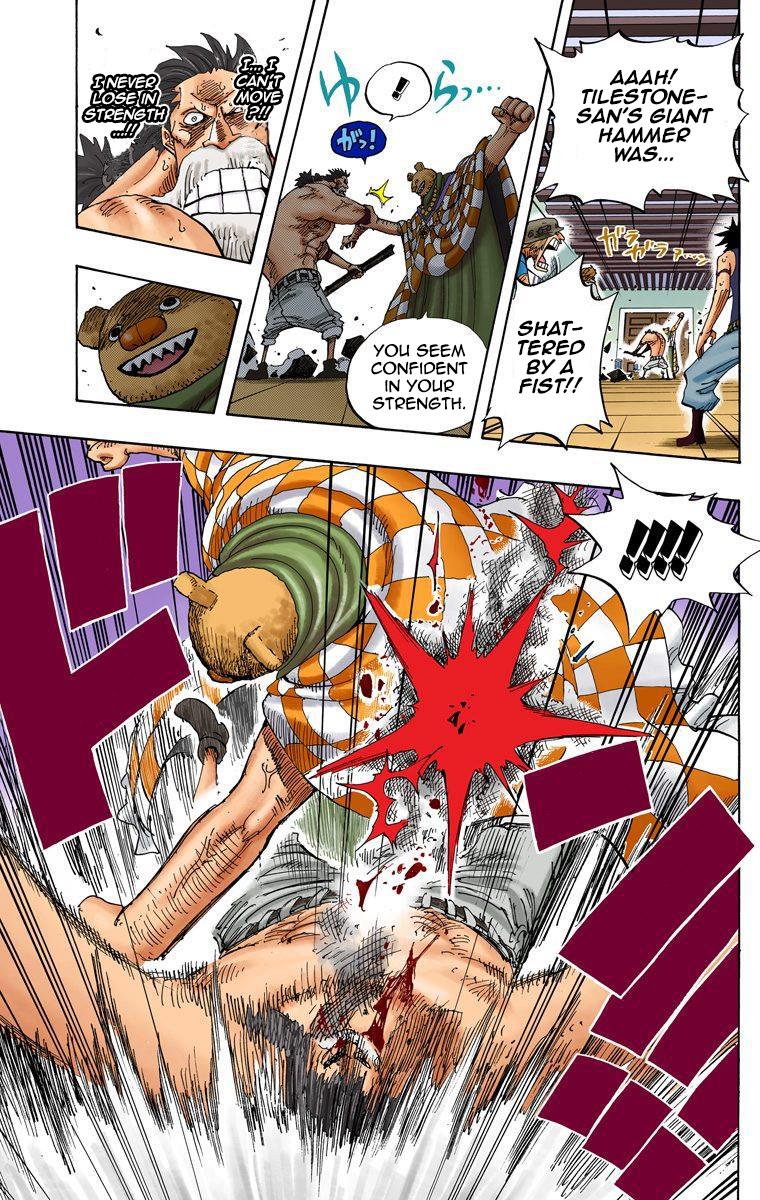 AAAH!
TILESTONE-
SAN'S GIANT
HAMMER
WAS...
ガラ
ガラ
SHAT-
TERED
BY A
FIST!!
ゆ
!!
らっ…
がっ!
YOU SEEM
CONFIDENT
IN YOUR
STRENGTH.
I... I
CAN'T
MOVE
?!!
I NEVER
LOSE IN
STRENGTH
...!!
!!!!
ドド